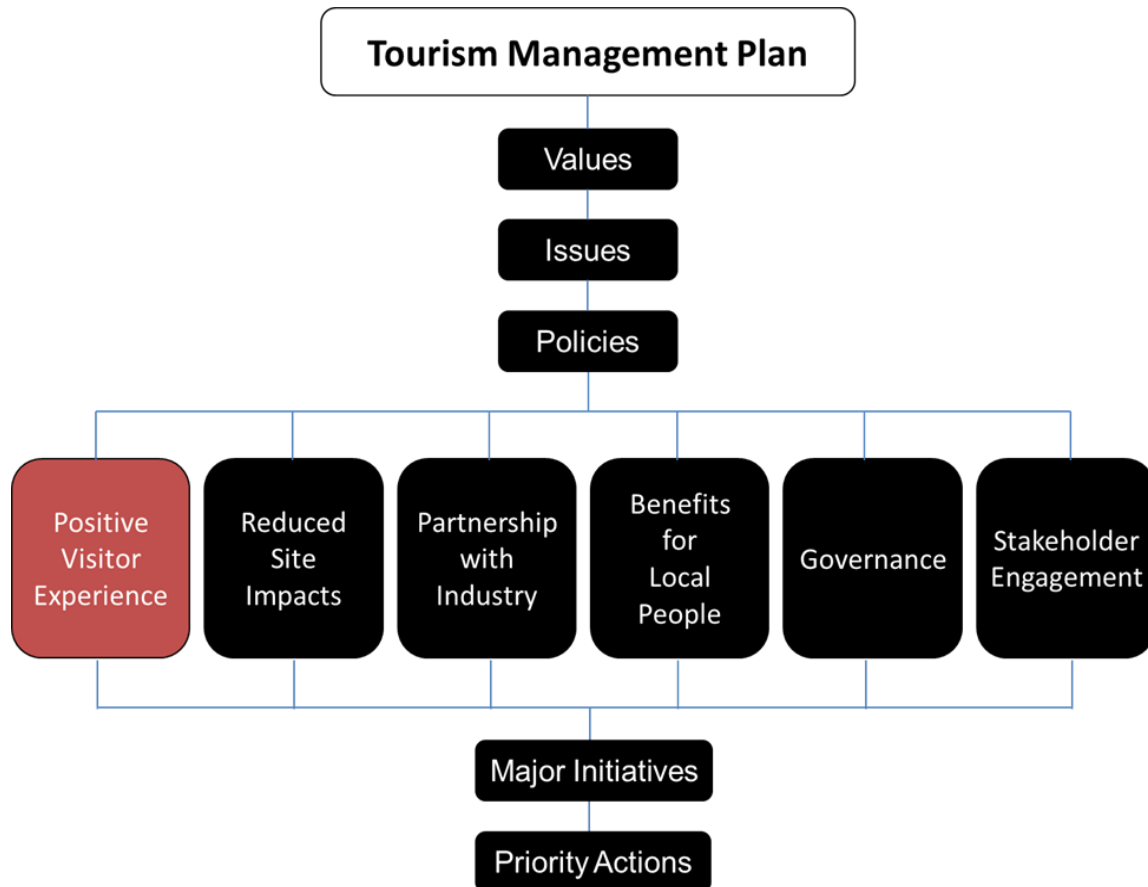 Tourism Management Plan
Values
Issues
Policies
Positive
Visitor
Experience
Reduced
Site
Impacts
Partnership
with
Industry
Benefits
for
Local
People
Governance
Stakeholder
Engagement
Major Initiatives
Priority Actions